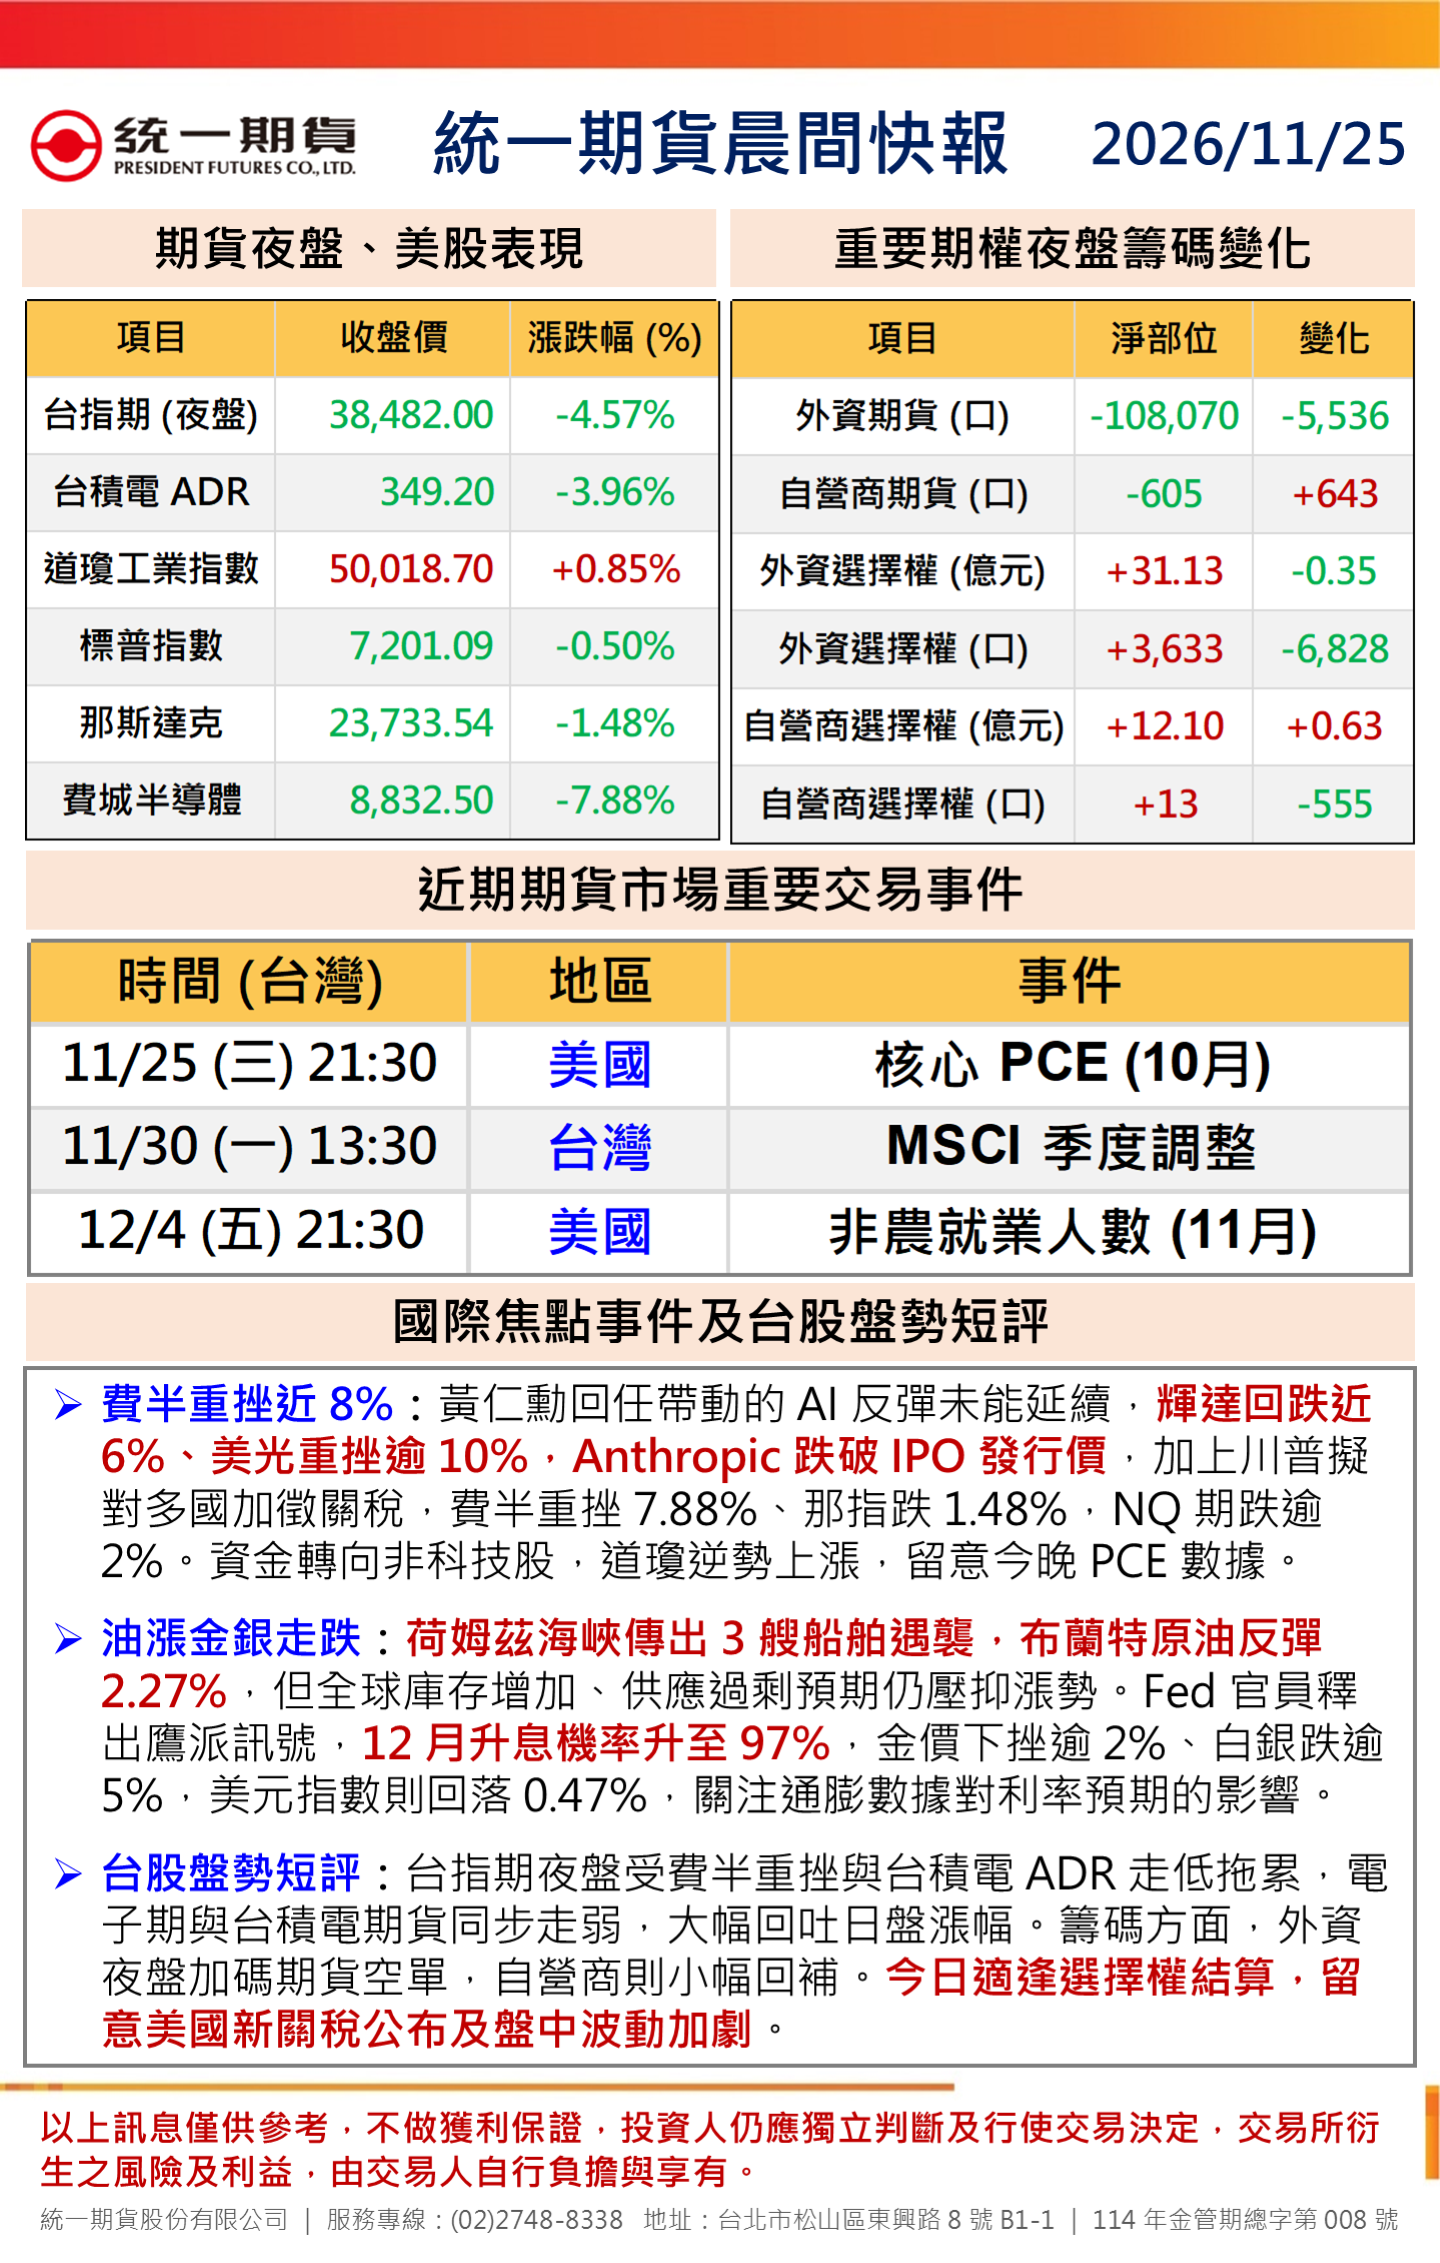 統一期貨
PRESIDENT FUTURES CO., LTD.
統一期貨晨間快報
2026/11/25
期貨夜盤、美股表現
項目 收盤價 漲跌幅 (%)
台指期 (夜盤) 38,482.00 -4.57%
台積電 ADR 349.20 -3.96%
道瓊工業指數 50,018.70 +0.85%
標普指數 7,201.09 -0.50%
那斯達克 23,733.54 -1.48%
費城半導體 8,832.50 -7.88%
重要期權夜盤籌碼變化
項目 淨部位 變化
外資期貨 (口) -108,070 -5,536
自營商期貨 (口) -605 +643
外資選擇權 (億元) +31.13 -0.35
外資選擇權 (口) +3,633 -6,828
自營商選擇權 (億元) +12.10 +0.63
自營商選擇權 (口) +13 -555
近期期貨市場重要交易事件
時間 (台灣) 地區 事件
11/25 (三) 21:30 美國 核心 PCE (10月)
11/30 (一) 13:30 台灣 MSCI 季度調整
12/4 (五) 21:30 美國 非農就業人數 (11月)
國際焦點事件及台股盤勢短評
➢ 費半重挫近 8%：黃仁勳回任帶動的 AI 反彈未能延續，輝達回跌近
6%、美光重挫逾 10%，Anthropic 跌破 IPO 發行價，加上川普擬
對多國加徵關稅，費半重挫 7.88%、那指跌 1.48%，NQ 期跌逾
2%。資金轉向非科技股，道瓊逆勢上漲，留意今晚 PCE 數據。
➢ 油漲金銀走跌：荷姆茲海峽傳出 3 艘船舶遇襲，布蘭特原油反彈
2.27%，但全球庫存增加、供應過剩預期仍壓抑漲勢。Fed 官員釋
出鷹派訊號，12 月升息機率升至 97%，金價下挫逾 2%、白銀跌逾
5%，美元指數則回落 0.47%，關注通膨數據對利率預期的影響。
➢ 台股盤勢短評：台指期夜盤受費半重挫與台積電 ADR 走低拖累，電
子期與台積電期貨同步走弱，大幅回吐日盤漲幅。籌碼方面，外資
夜盤加碼期貨空單，自營商則小幅回補。今日適逢選擇權結算，留
意美國新關稅公布及盤中波動加劇。
以上訊息僅供參考，不做獲利保證，投資人仍應獨立判斷及行使交易決定，交易所衍
生之風險及利益，由交易人自行負擔與享有。
統一期貨股份有限公司 ｜ 服務專線：(02)2748-8338 地址：台北市松山區東興路 8 號 B1-1 ｜ 114 年金管期總字第 008 號